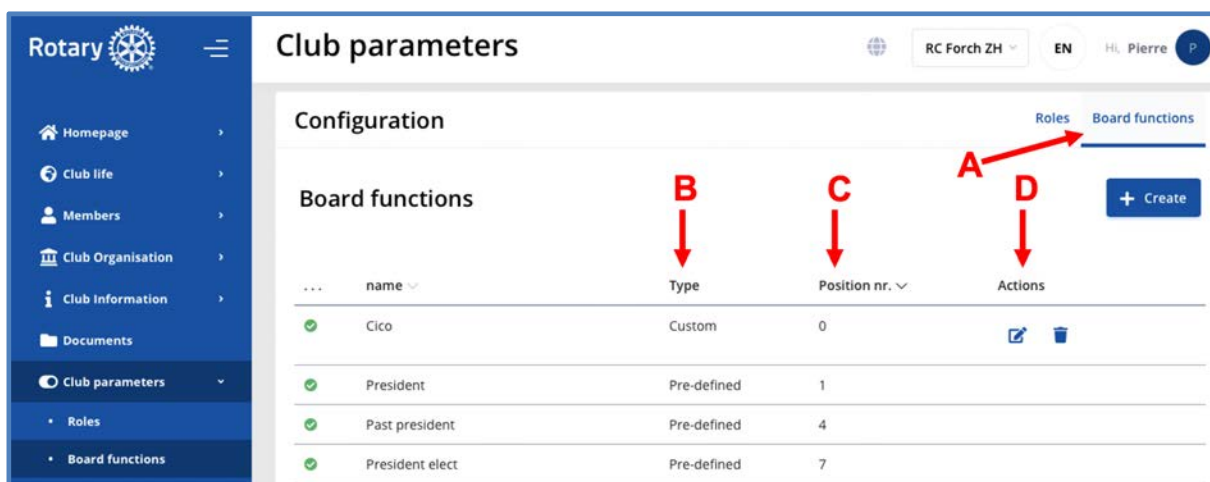 Rotary
Club parameters
RC Forch ZH
EN
Hi, Pierre
P
Homepage
Club life
Members
Club Organisation
Club Information
Documents
Club parameters
• Roles
• Board functions
Configuration
Roles
Board functions
A
Board functions
B
C
D
+ Create
... name Type Position nr. Actions
Cico Custom 0
President Pre-defined 1
Past president Pre-defined 4
President elect Pre-defined 7